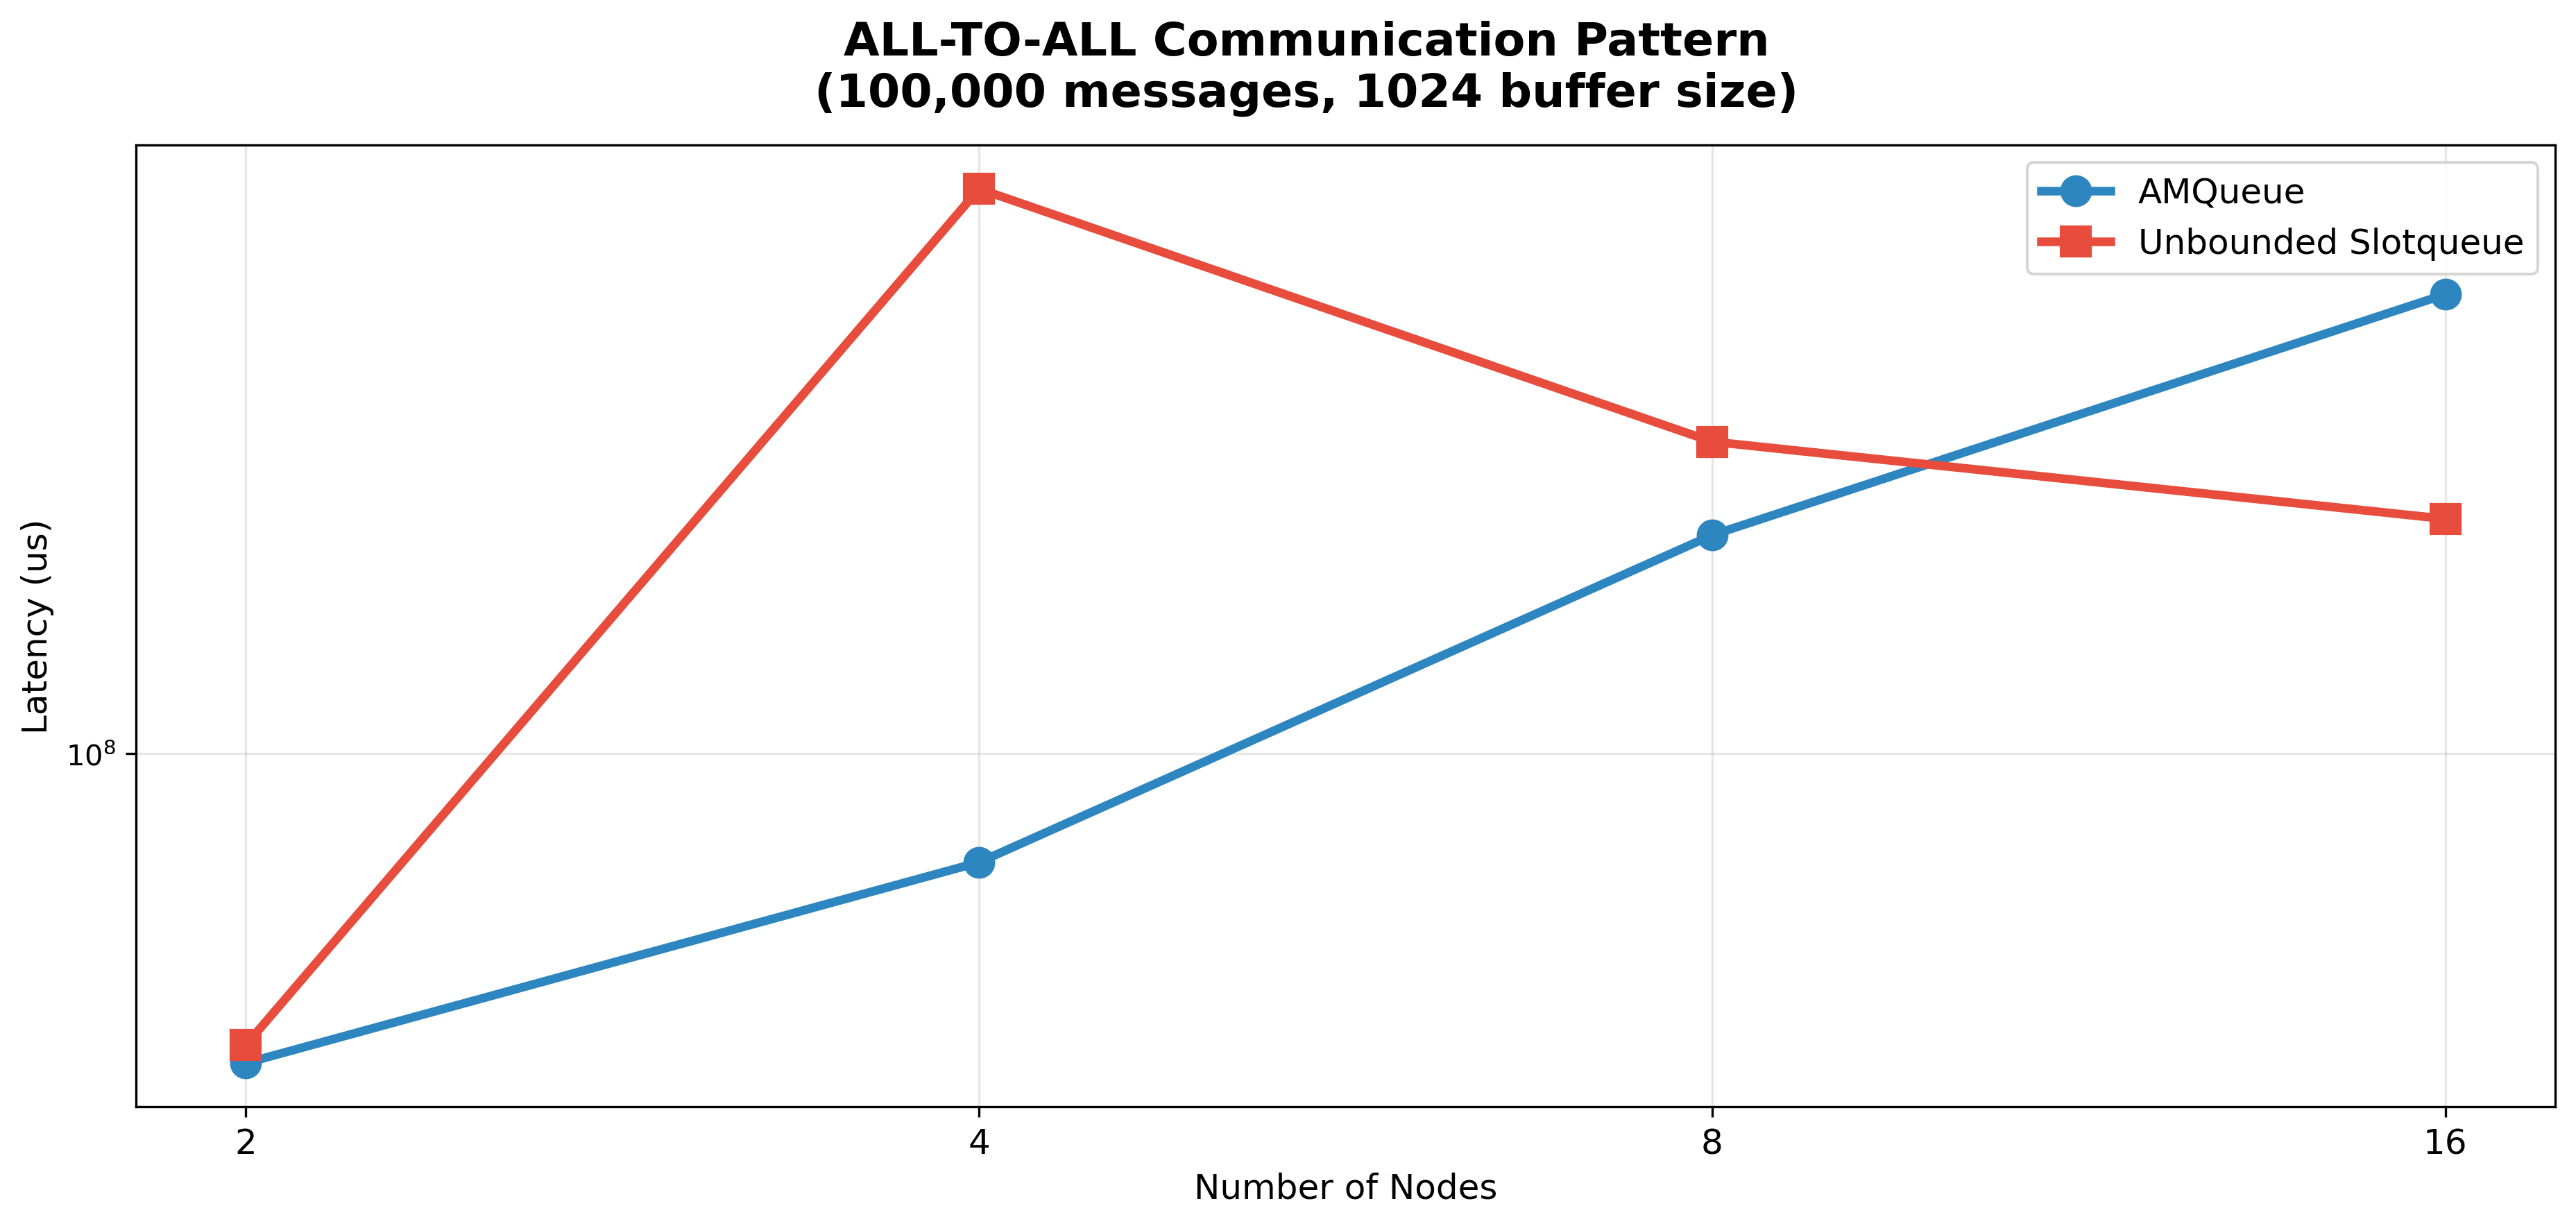 ALL-TO-ALL Communication Pattern
(100,000 messages, 1024 buffer size)
AMQueue
Unbounded Slotqueue
Latency (us)
10⁸
2 4 8 16
Number of Nodes